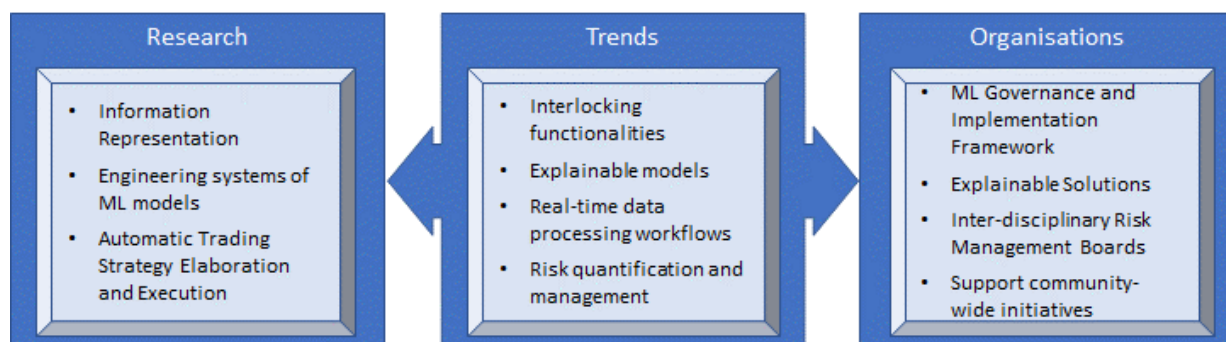 Research
• Information
Representation
• Engineering systems of
ML models
• Automatic Trading
Strategy Elaboration
and Execution
Trends
• Interlocking
functionalities
• Explainable models
• Real-time data
processing workflows
• Risk quantification and
management
Organisations
• ML Governance and
Implementation
Framework
• Explainable Solutions
• Inter-disciplinary Risk
Management Boards
• Support community-
wide initiatives